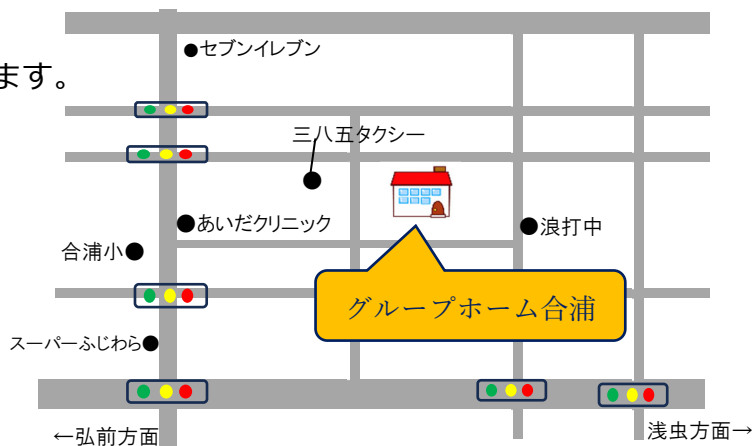 ●セブンイレブン
ます。
三八五タクシー
●あいだクリニック
●浪打中
合浦小●
グループホーム合浦
スーパーふじわら●
←弘前方面
浅虫方面→